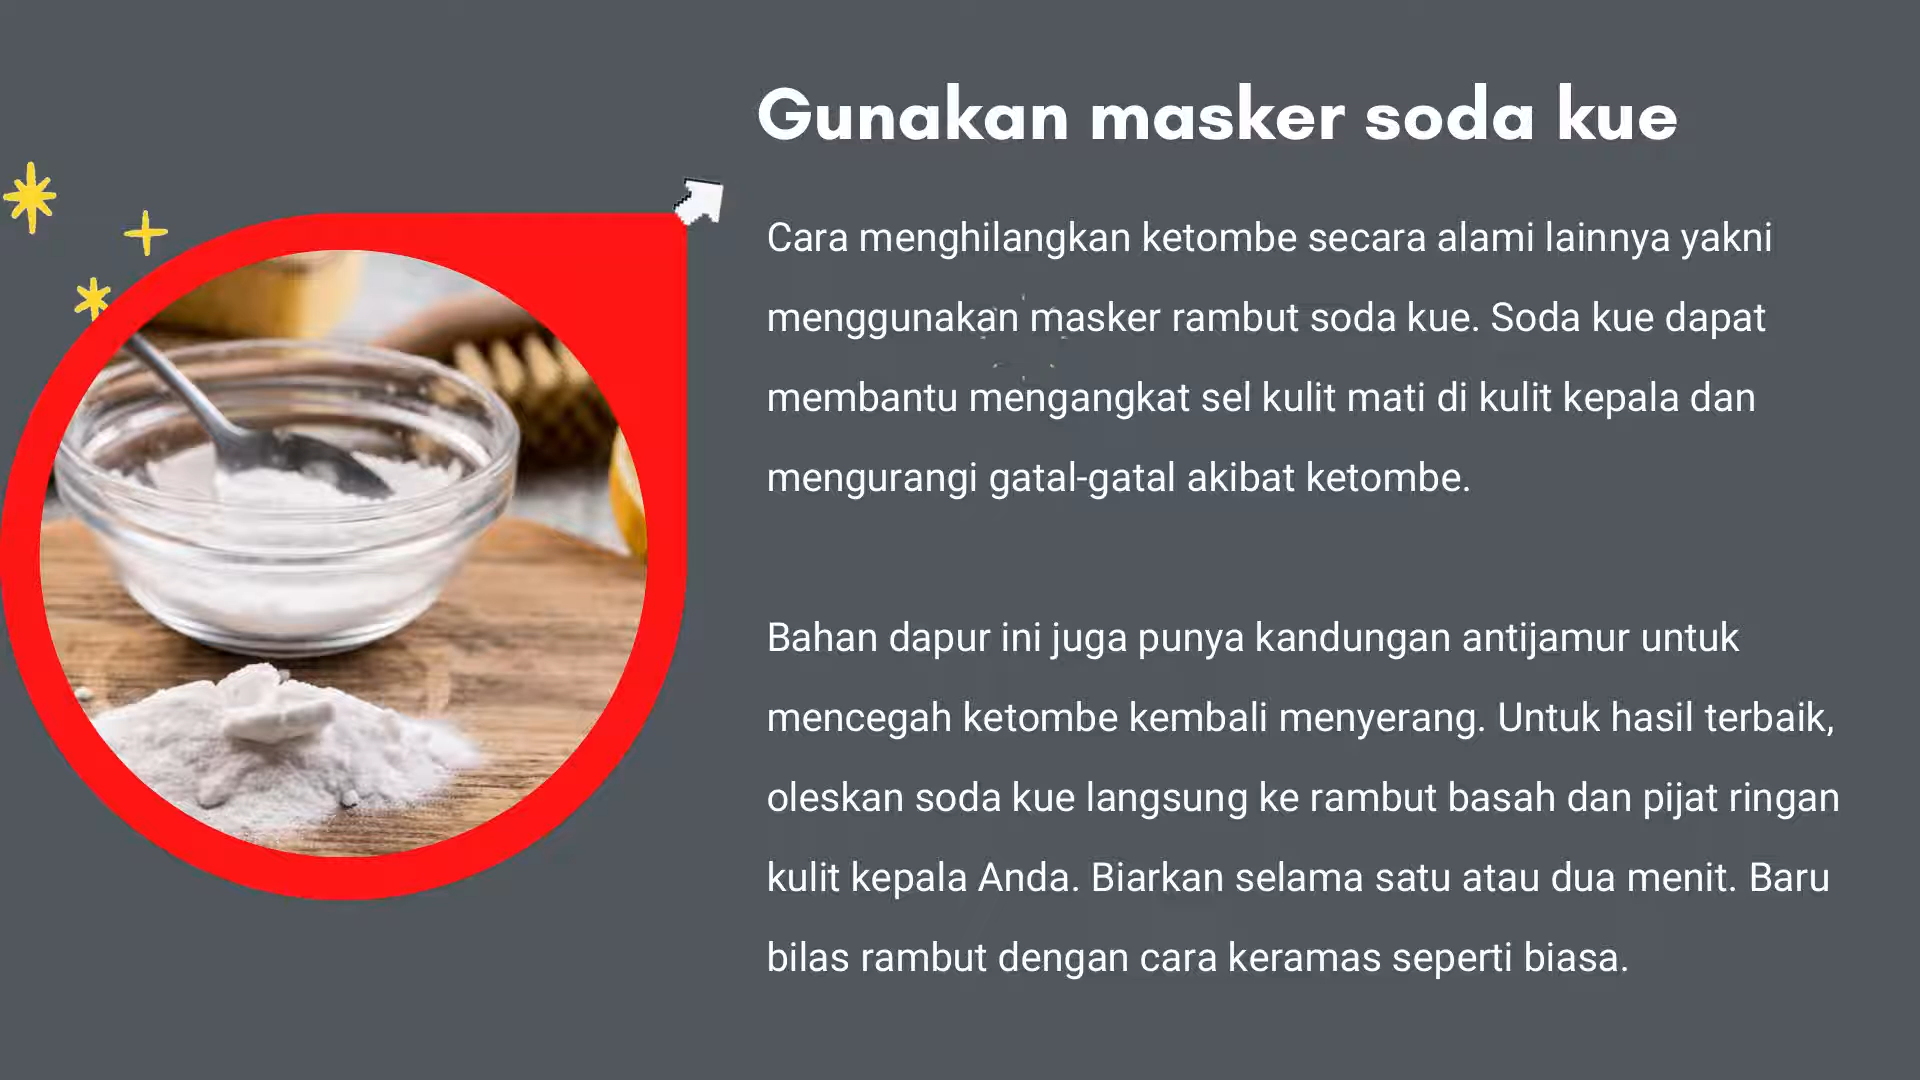 Gunakan masker soda kue
Cara menghilangkan ketombe secara alami lainnya yakni
menggunakan masker rambut soda kue. Soda kue dapat
membantu mengangkat sel kulit mati di kulit kepala dan
mengurangi gatal-gatal akibat ketombe.
Bahan dapur ini juga punya kandungan antijamur untuk
mencegah ketombe kembali menyerang. Untuk hasil terbaik,
oleskan soda kue langsung ke rambut basah dan pijat ringan
kulit kepala Anda. Biarkan selama satu atau dua menit. Baru
bilas rambut dengan cara keramas seperti biasa.